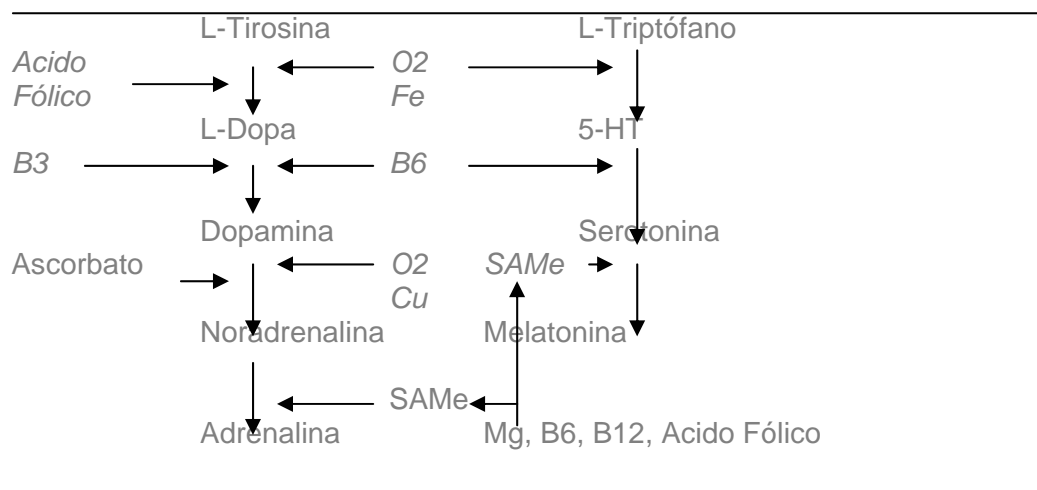 L-Tirosina L-Triptófano
Acido O2
Fólico Fe
L-Dopa 5-HT
B3 B6
Dopamina Serotonina
Ascorbato O2 SAMe
Cu
Noradrenalina Melatonina
SAMe
Adrenalina Mg, B6, B12, Acido Fólico